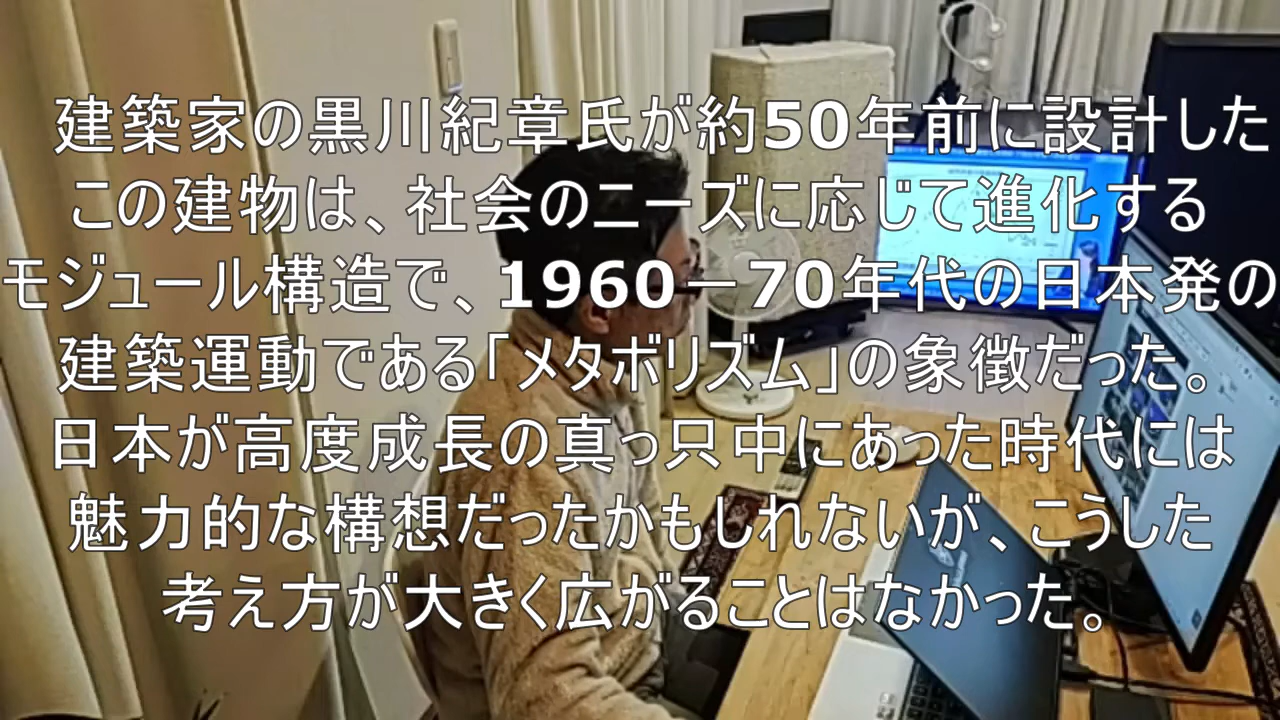 建築家の黒川紀章氏が約50年前に設計した
この建物は、社会のニーズに応じて進化する
モジュール構造で、1960ー70年代の日本発の
建築運動である「メタボリズム」の象徴だった。
日本が高度成長の真っ只中にあった時代には
魅力的な構想だったかもしれないが、こうした
考え方が大きく広がることはなかった。